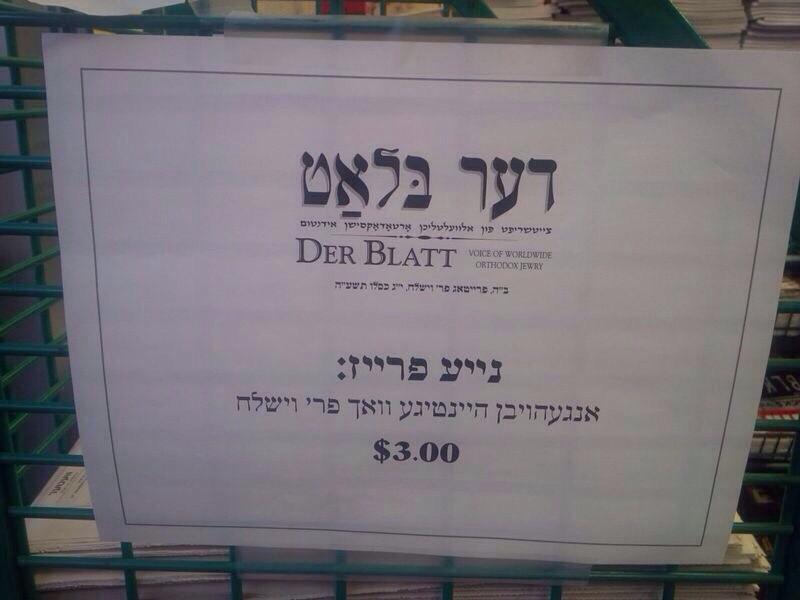 דער בלאַט
צייטשריפט פון אלוועלטליכן ארטאדאקסישן אידנטום
DER BLATT
VOICE OF WORLDWIDE
ORTHODOX JEWRY
ב"ה, פרייטאג פר' וישלח, י"ג כסלו תשע"ה
נייע פרייז:
אנגעהויבן היינטיגע וואך פר' וישלח
$3.00